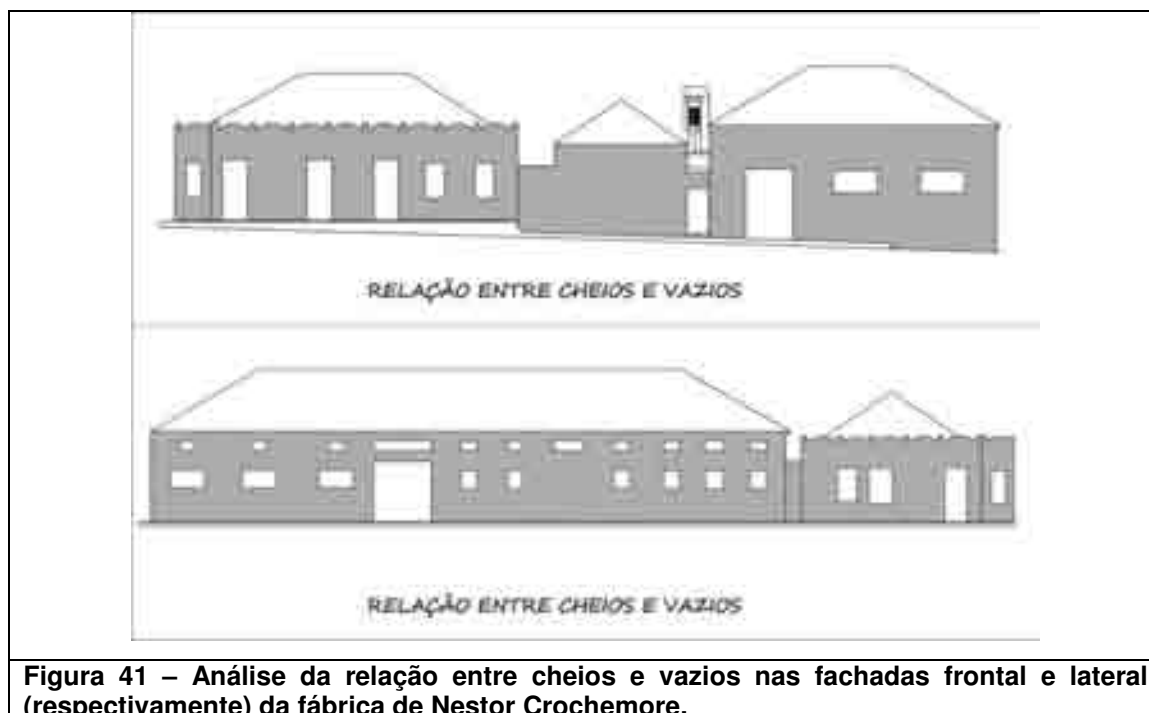 RELAÇÃO ENTRE CHEIOS E VAZIOS
RELAÇÃO ENTRE CHEIOS E VAZIOS
Figura 41 – Análise da relação entre cheios e vazios nas fachadas frontal e lateral
(respectivamente) da fábrica de Nestor Crochemore.